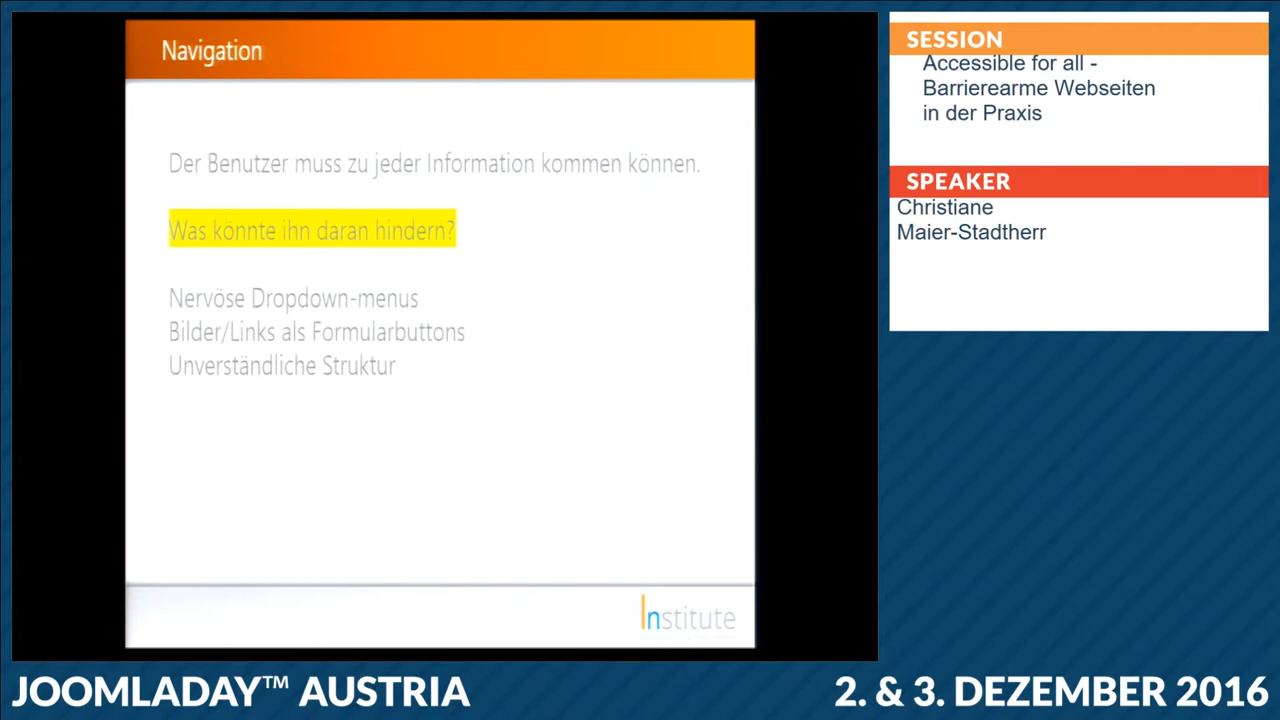 Navigation
Der Benutzer muss zu jeder Information kommen können.
Was könnte ihn daran hindern?
Nervöse Dropdown-menus
Bilder/Links als Formularbuttons
Unverständliche Struktur
Institute
SESSION
Accessible for all -
Barrierearme Webseiten
in der Praxis
SPEAKER
Christiane
Maier-Stadtherr
JOOMLADAY™ AUSTRIA
2. & 3. DEZEMBER 2016